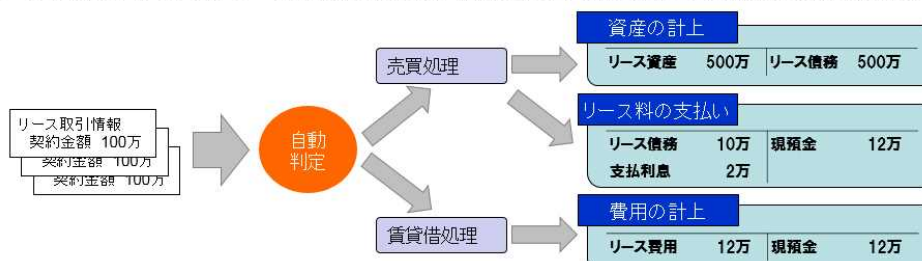 資産の計上
リース資産 500万 リース債務 500万
売買処理
リース料の支払い
リース債務 10万 現預金 12万
支払利息 2万
リース取引情報
契約金額 100万
契約金額 100万
契約金額 100万
自動
判定
費用の計上
賃貸借処理
リース費用 12万 現預金 12万